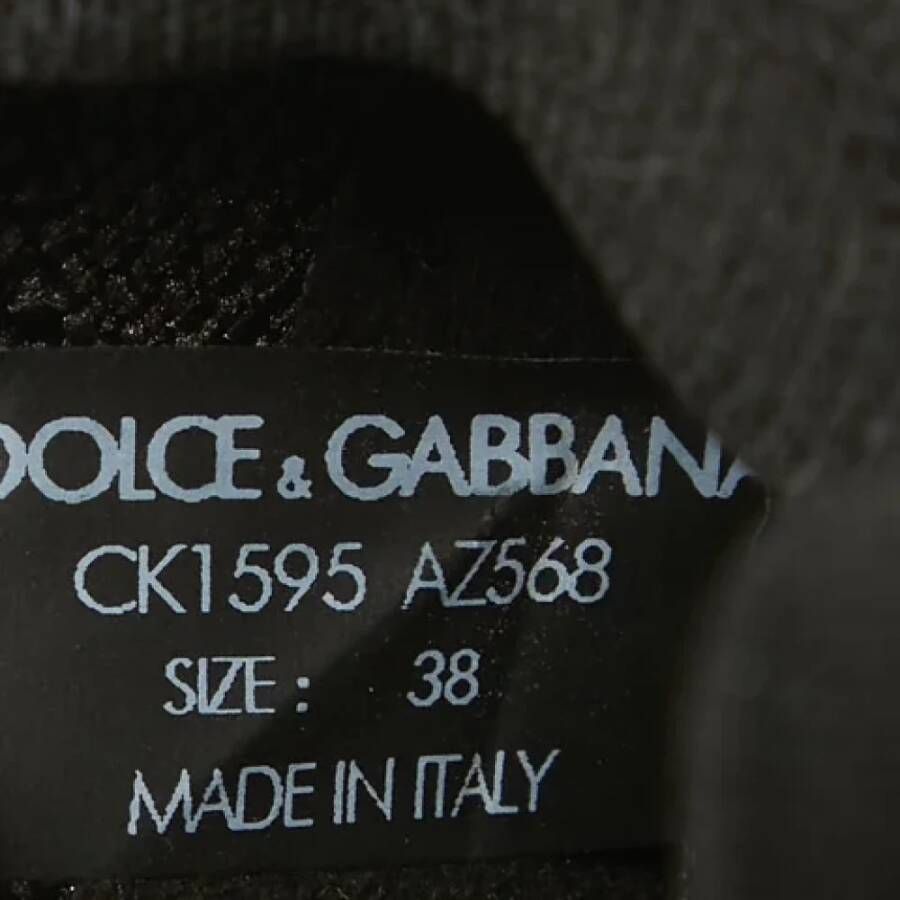 DOLCE & GABBANA
CK1595 AZ568
SIZE: 38
MADE IN ITALY